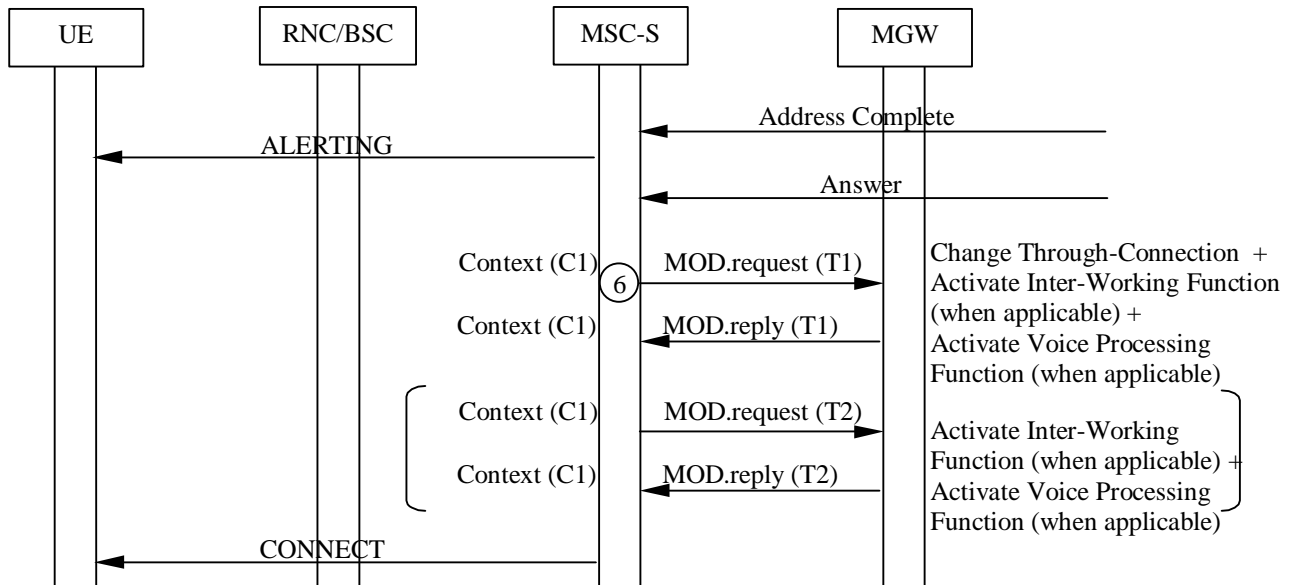 UE
RNC/BSC
MSC-S
MGW
Address Complete
ALERTING
Answer
Context (C1)
6
MOD.request (T1)
Change Through-Connection +
Activate Inter-Working Function
(when applicable) +
Activate Voice Processing
Function (when applicable)
Context (C1)
MOD.reply (T1)
Context (C1)
MOD.request (T2)
Activate Inter-Working
Function (when applicable) +
Activate Voice Processing
Function (when applicable)
Context (C1)
MOD.reply (T2)
CONNECT